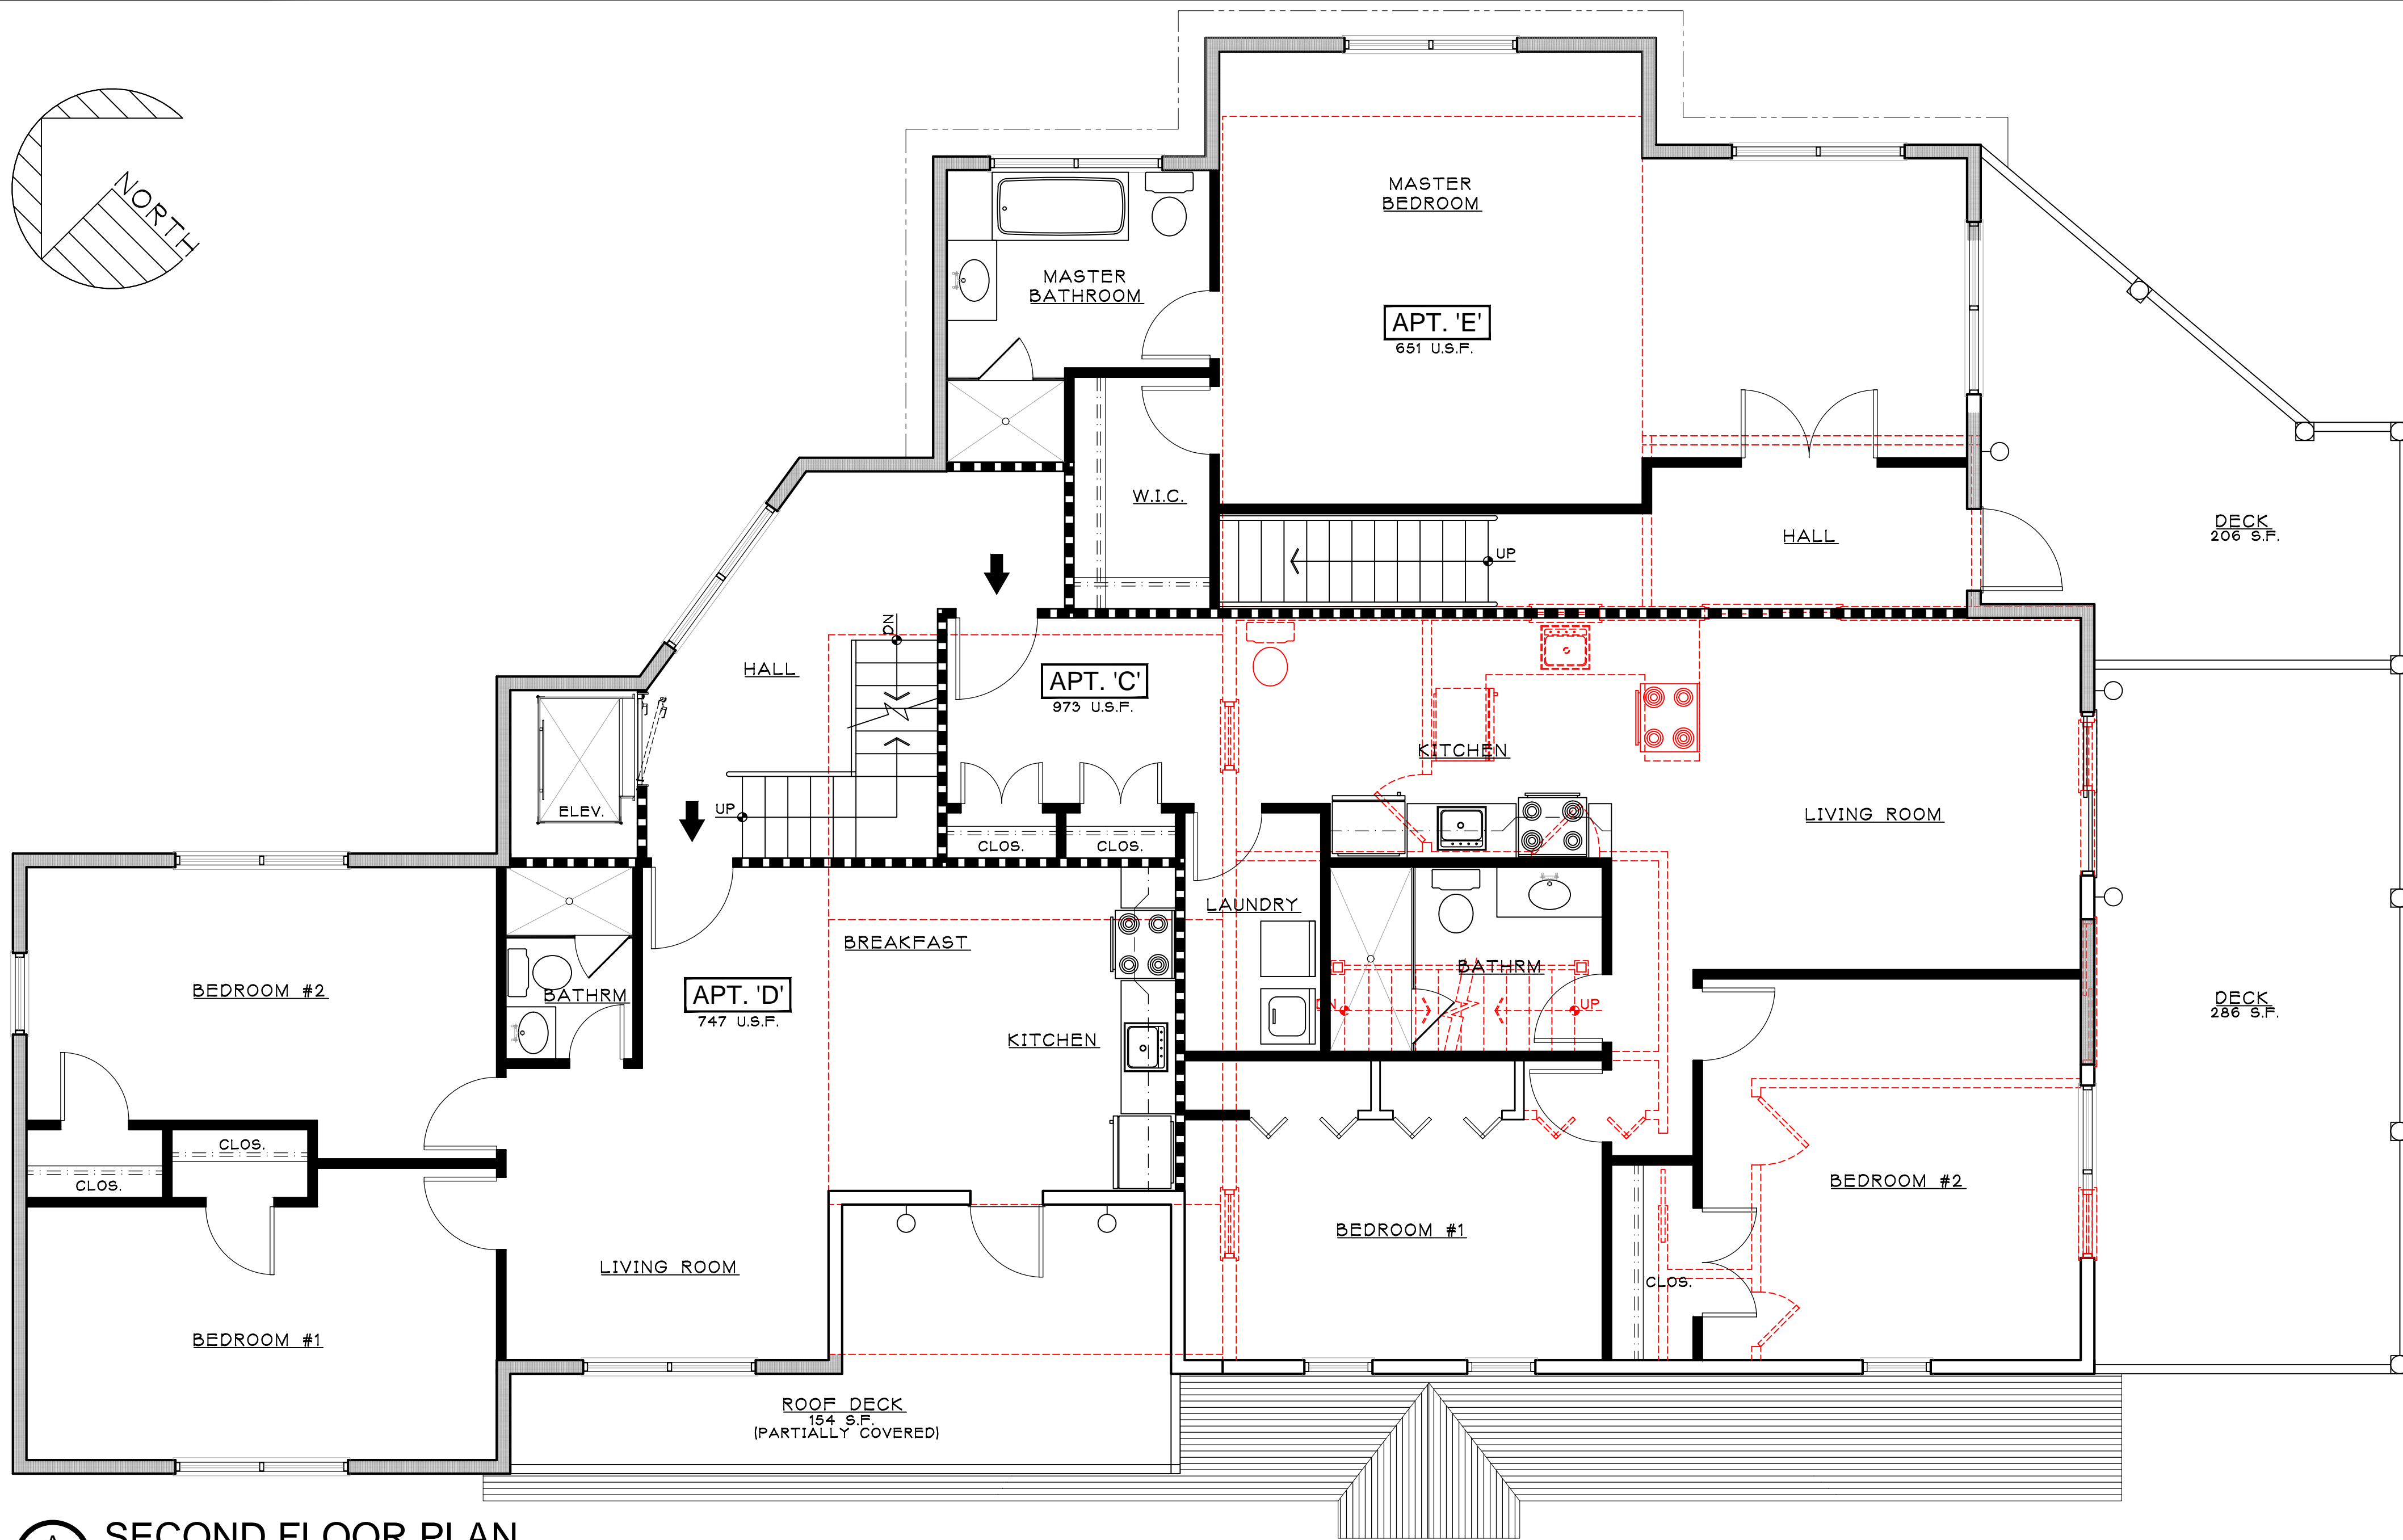 NORTH
MASTER
BEDROOM
MASTER
BATHROOM
APT. 'E'
651 U.S.F.
W.I.C.
UP
HALL
DECK
206 S.F.
DN
HALL
APT. 'C'
973 U.S.F.
KITCHEN
LIVING ROOM
ELEV.
UP
CLOS.
CLOS.
LAUNDRY
BREAKFAST
BATHRM
BEDROOM #2
BATHRM
APT. 'D'
747 U.S.F.
KITCHEN
DN
UP
DECK
286 S.F.
CLOS.
CLOS.
BEDROOM #2
BEDROOM #1
LIVING ROOM
CLOS.
BEDROOM #1
ROOF DECK
154 S.F.
(PARTIALLY COVERED)
A
SECOND FLOOR PLAN